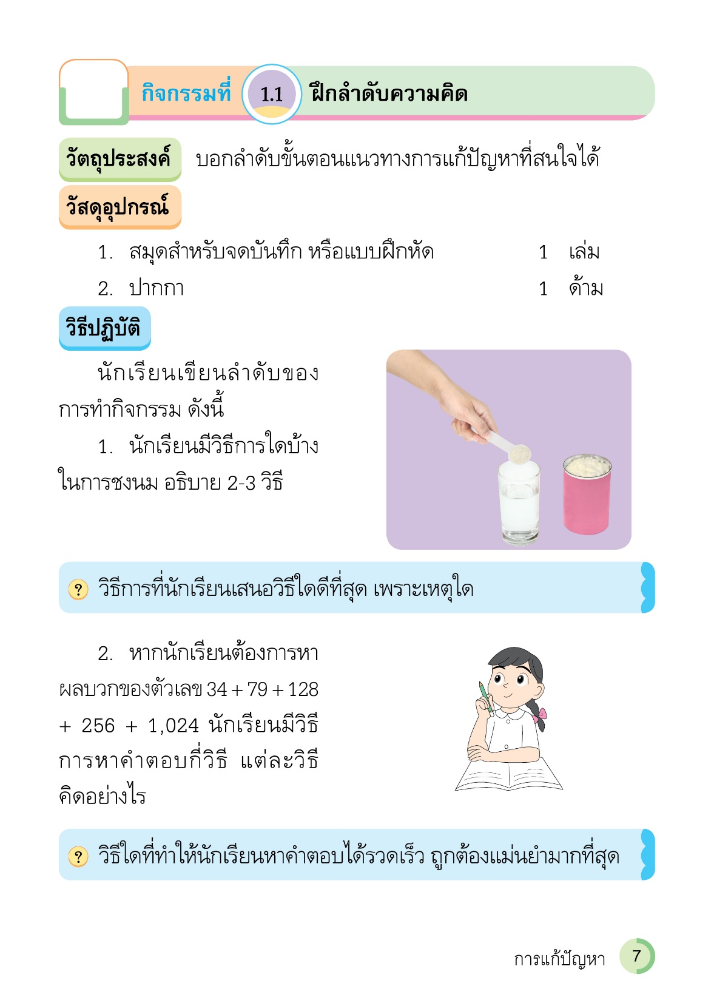 กิจกรรมที่ 1.1 ฝึกลำดับความคิด
วัตถุประสงค์ บอกลำดับขั้นตอนแนวทางการแก้ปัญหาที่สนใจได้
วัสดุอุปกรณ์
1. สมุดสำหรับจดบันทึก หรือแบบฝึกหัด 1 เล่ม
2. ปากกา 1 ด้าม
วิธีปฏิบัติ
นักเรียนเขียนลำดับของ
การทำกิจกรรม ดังนี้
1. นักเรียนมีวิธีการใดบ้าง
ในการชงนม อธิบาย 2-3 วิธี
? วิธีการที่นักเรียนเสนอวิธีใดดีที่สุด เพราะเหตุใด
2. หากนักเรียนต้องการหา
ผลบวกของตัวเลข 34 + 79 + 128
+ 256 + 1,024 นักเรียนมีวิธี
การหาคำตอบกี่วิธี แต่ละวิธี
คิดอย่างไร
? วิธีใดที่ทำให้นักเรียนหาคำตอบได้รวดเร็ว ถูกต้องแม่นยำมากที่สุด
การแก้ปัญหา 7